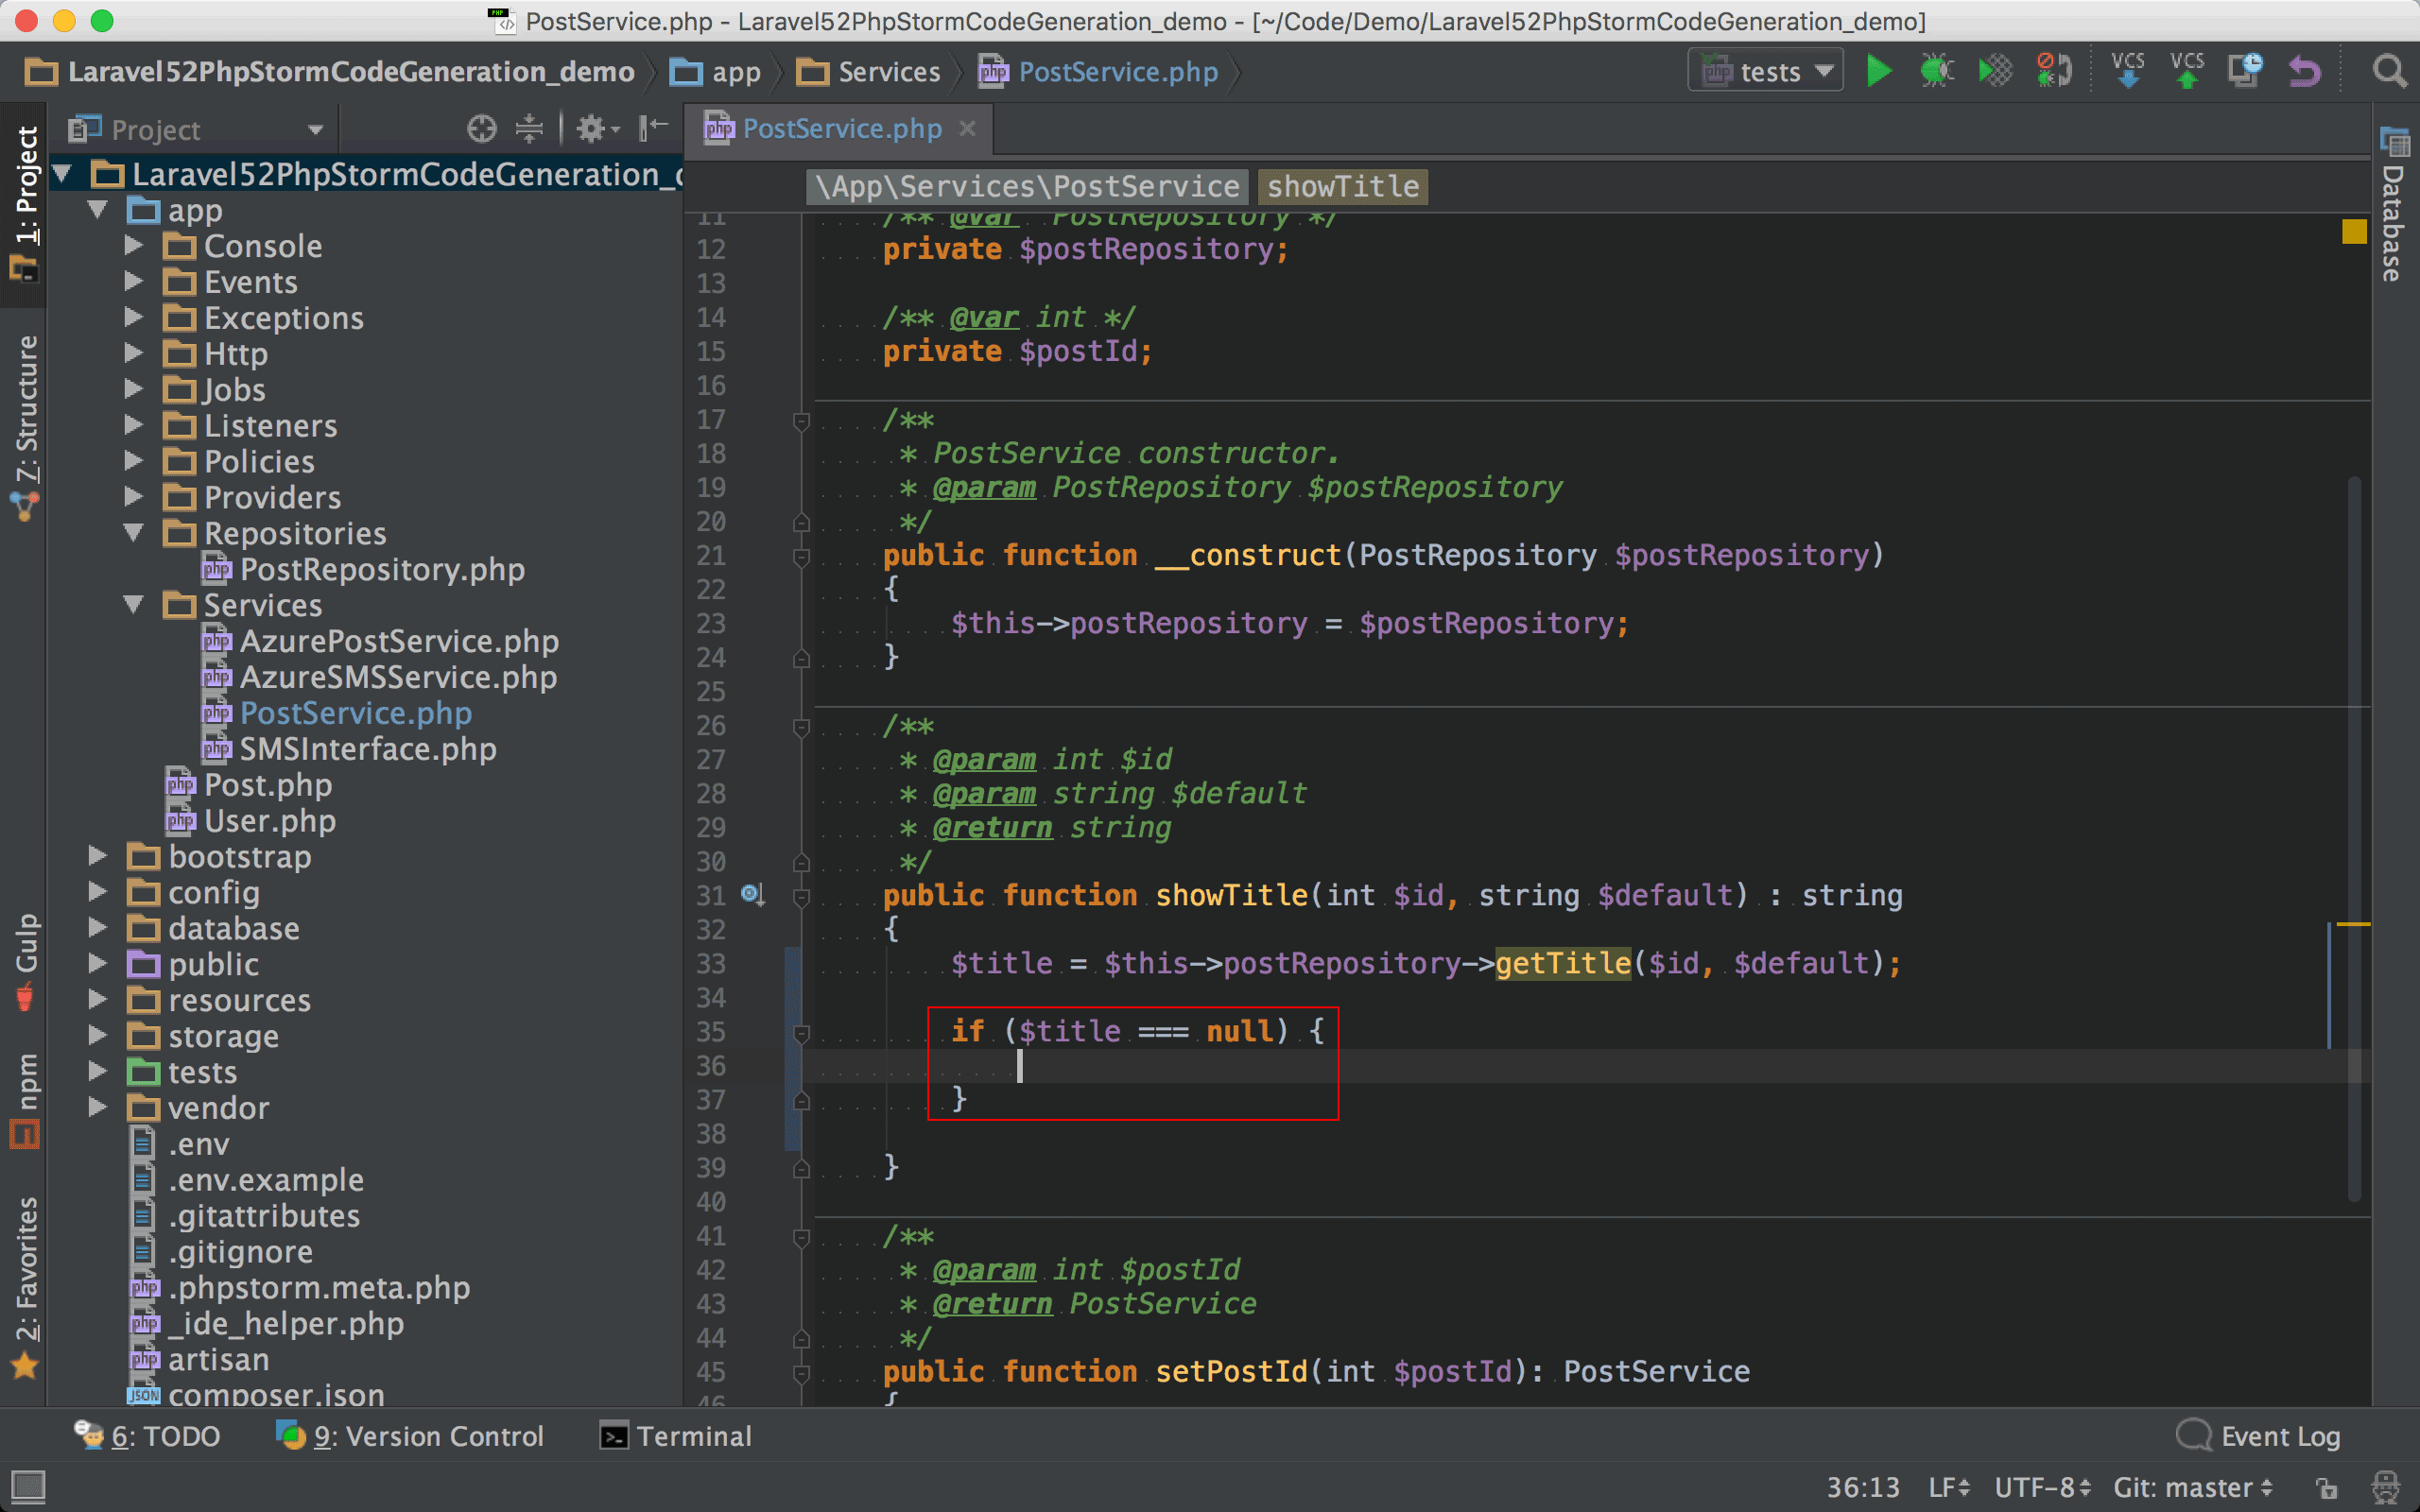 PostService.php - Laravel52PhpStormCodeGeneration_demo - [~/Code/Demo/Laravel52PhpStormCodeGeneration_demo]
Laravel52PhpStormCodeGeneration_demo app Services PostService.php tests VCS VCS
1: Project
7: Structure
Gulp
npm
2: Favorites
Project
Laravel52PhpStormCodeGeneration_
app
Console
Events
Exceptions
Http
Jobs
Listeners
Policies
Providers
Repositories
PostRepository.php
Services
AzurePostService.php
AzureSMSService.php
PostService.php
SMSInterface.php
Post.php
User.php
bootstrap
config
database
public
resources
storage
tests
vendor
.env
.env.example
.gitattributes
.gitignore
.phpstorm.meta.php
_ide_helper.php
artisan
composer.json
PostService.php
\App\Services\PostService showTitle
11 /** @var PostRepository */
12 private $postRepository;
13
14 /** @var int */
15 private $postId;
16
17 /**
18 * PostService constructor.
19 * @param PostRepository $postRepository
20 */
21 public function __construct(PostRepository $postRepository)
22 {
23 $this->postRepository = $postRepository;
24 }
25
26 /**
27 * @param int $id
28 * @param string $default
29 * @return string
30 */
31 public function showTitle(int $id, string $default) : string
32 {
33 $title = $this->postRepository->getTitle($id, $default);
34
35 if ($title === null) {
36
37 }
38
39 }
40
41 /**
42 * @param int $postId
43 * @return PostService
44 */
45 public function setPostId(int $postId): PostService
46 {
Database
6: TODO 9: Version Control Terminal Event Log
36:13 LF UTF-8 Git: master